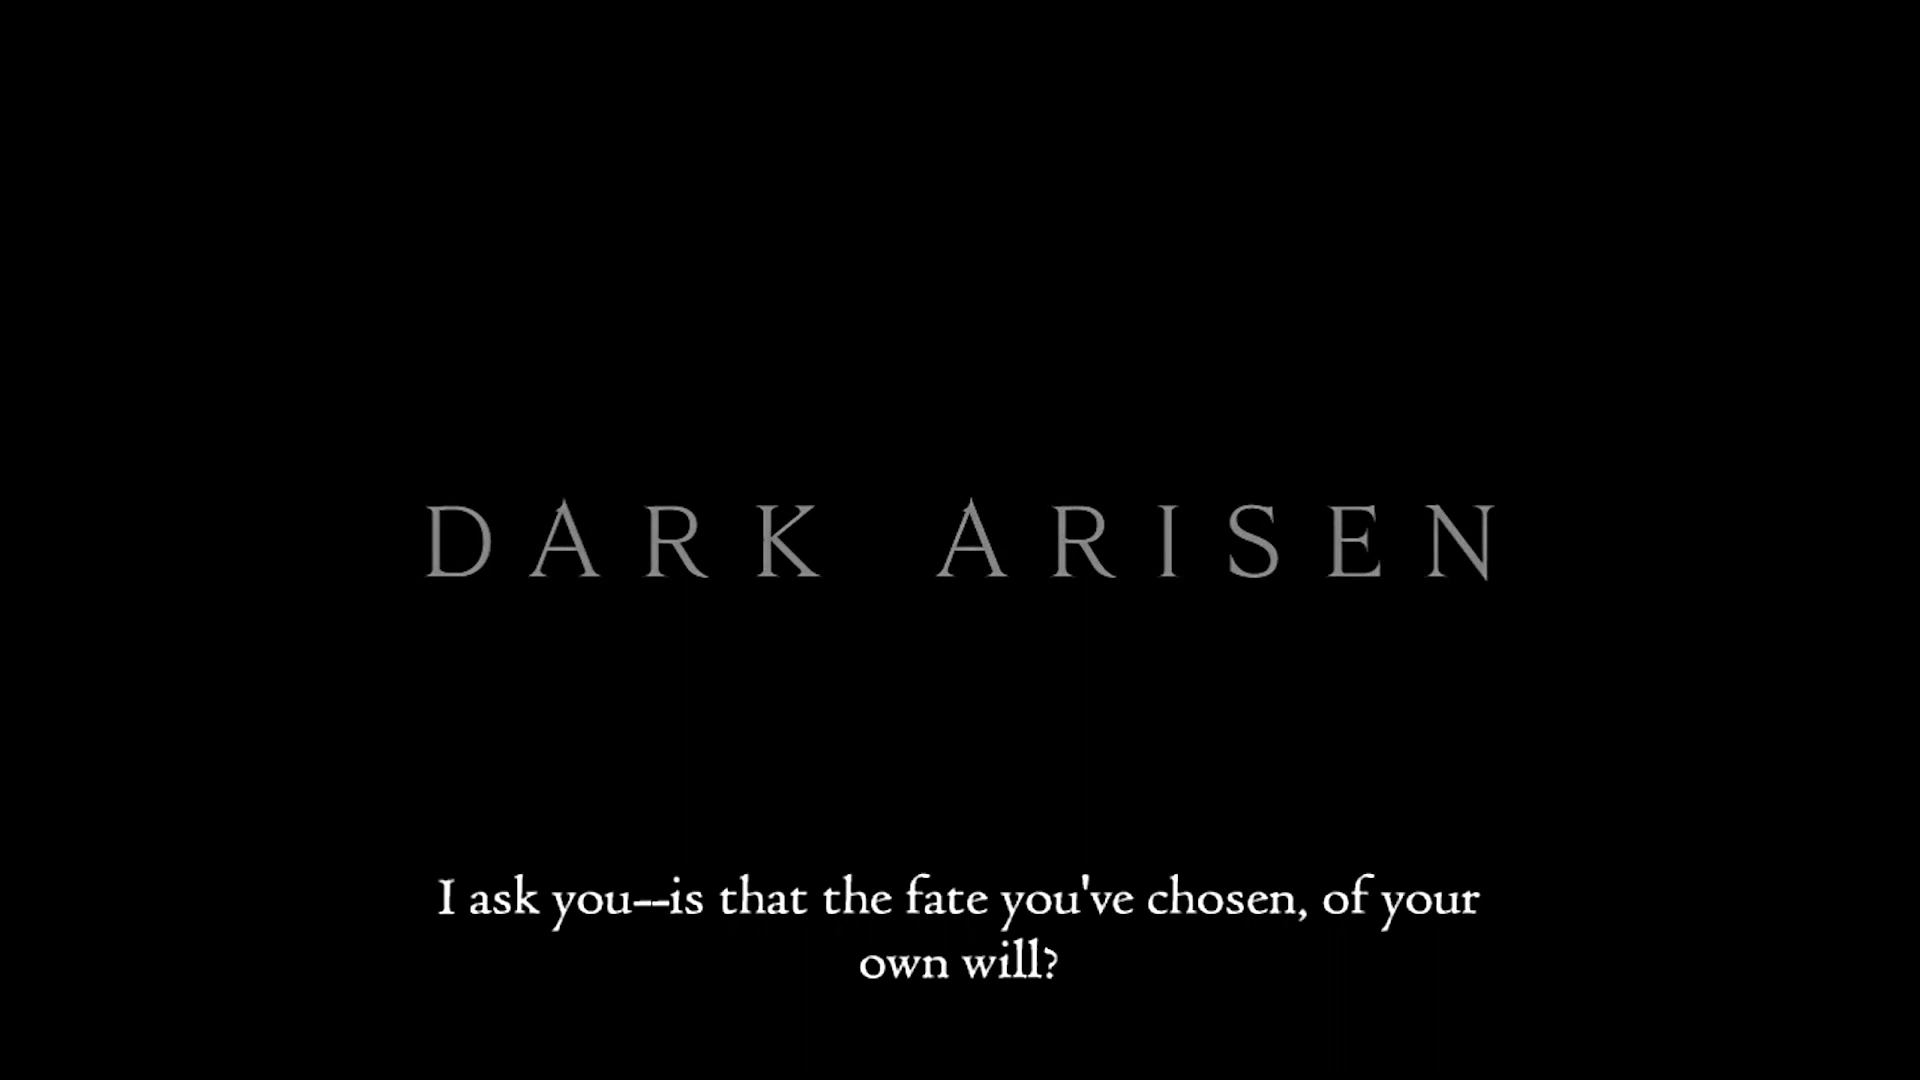 DARK ARISEN
I ask you--is that the fate you've chosen, of your
own will?